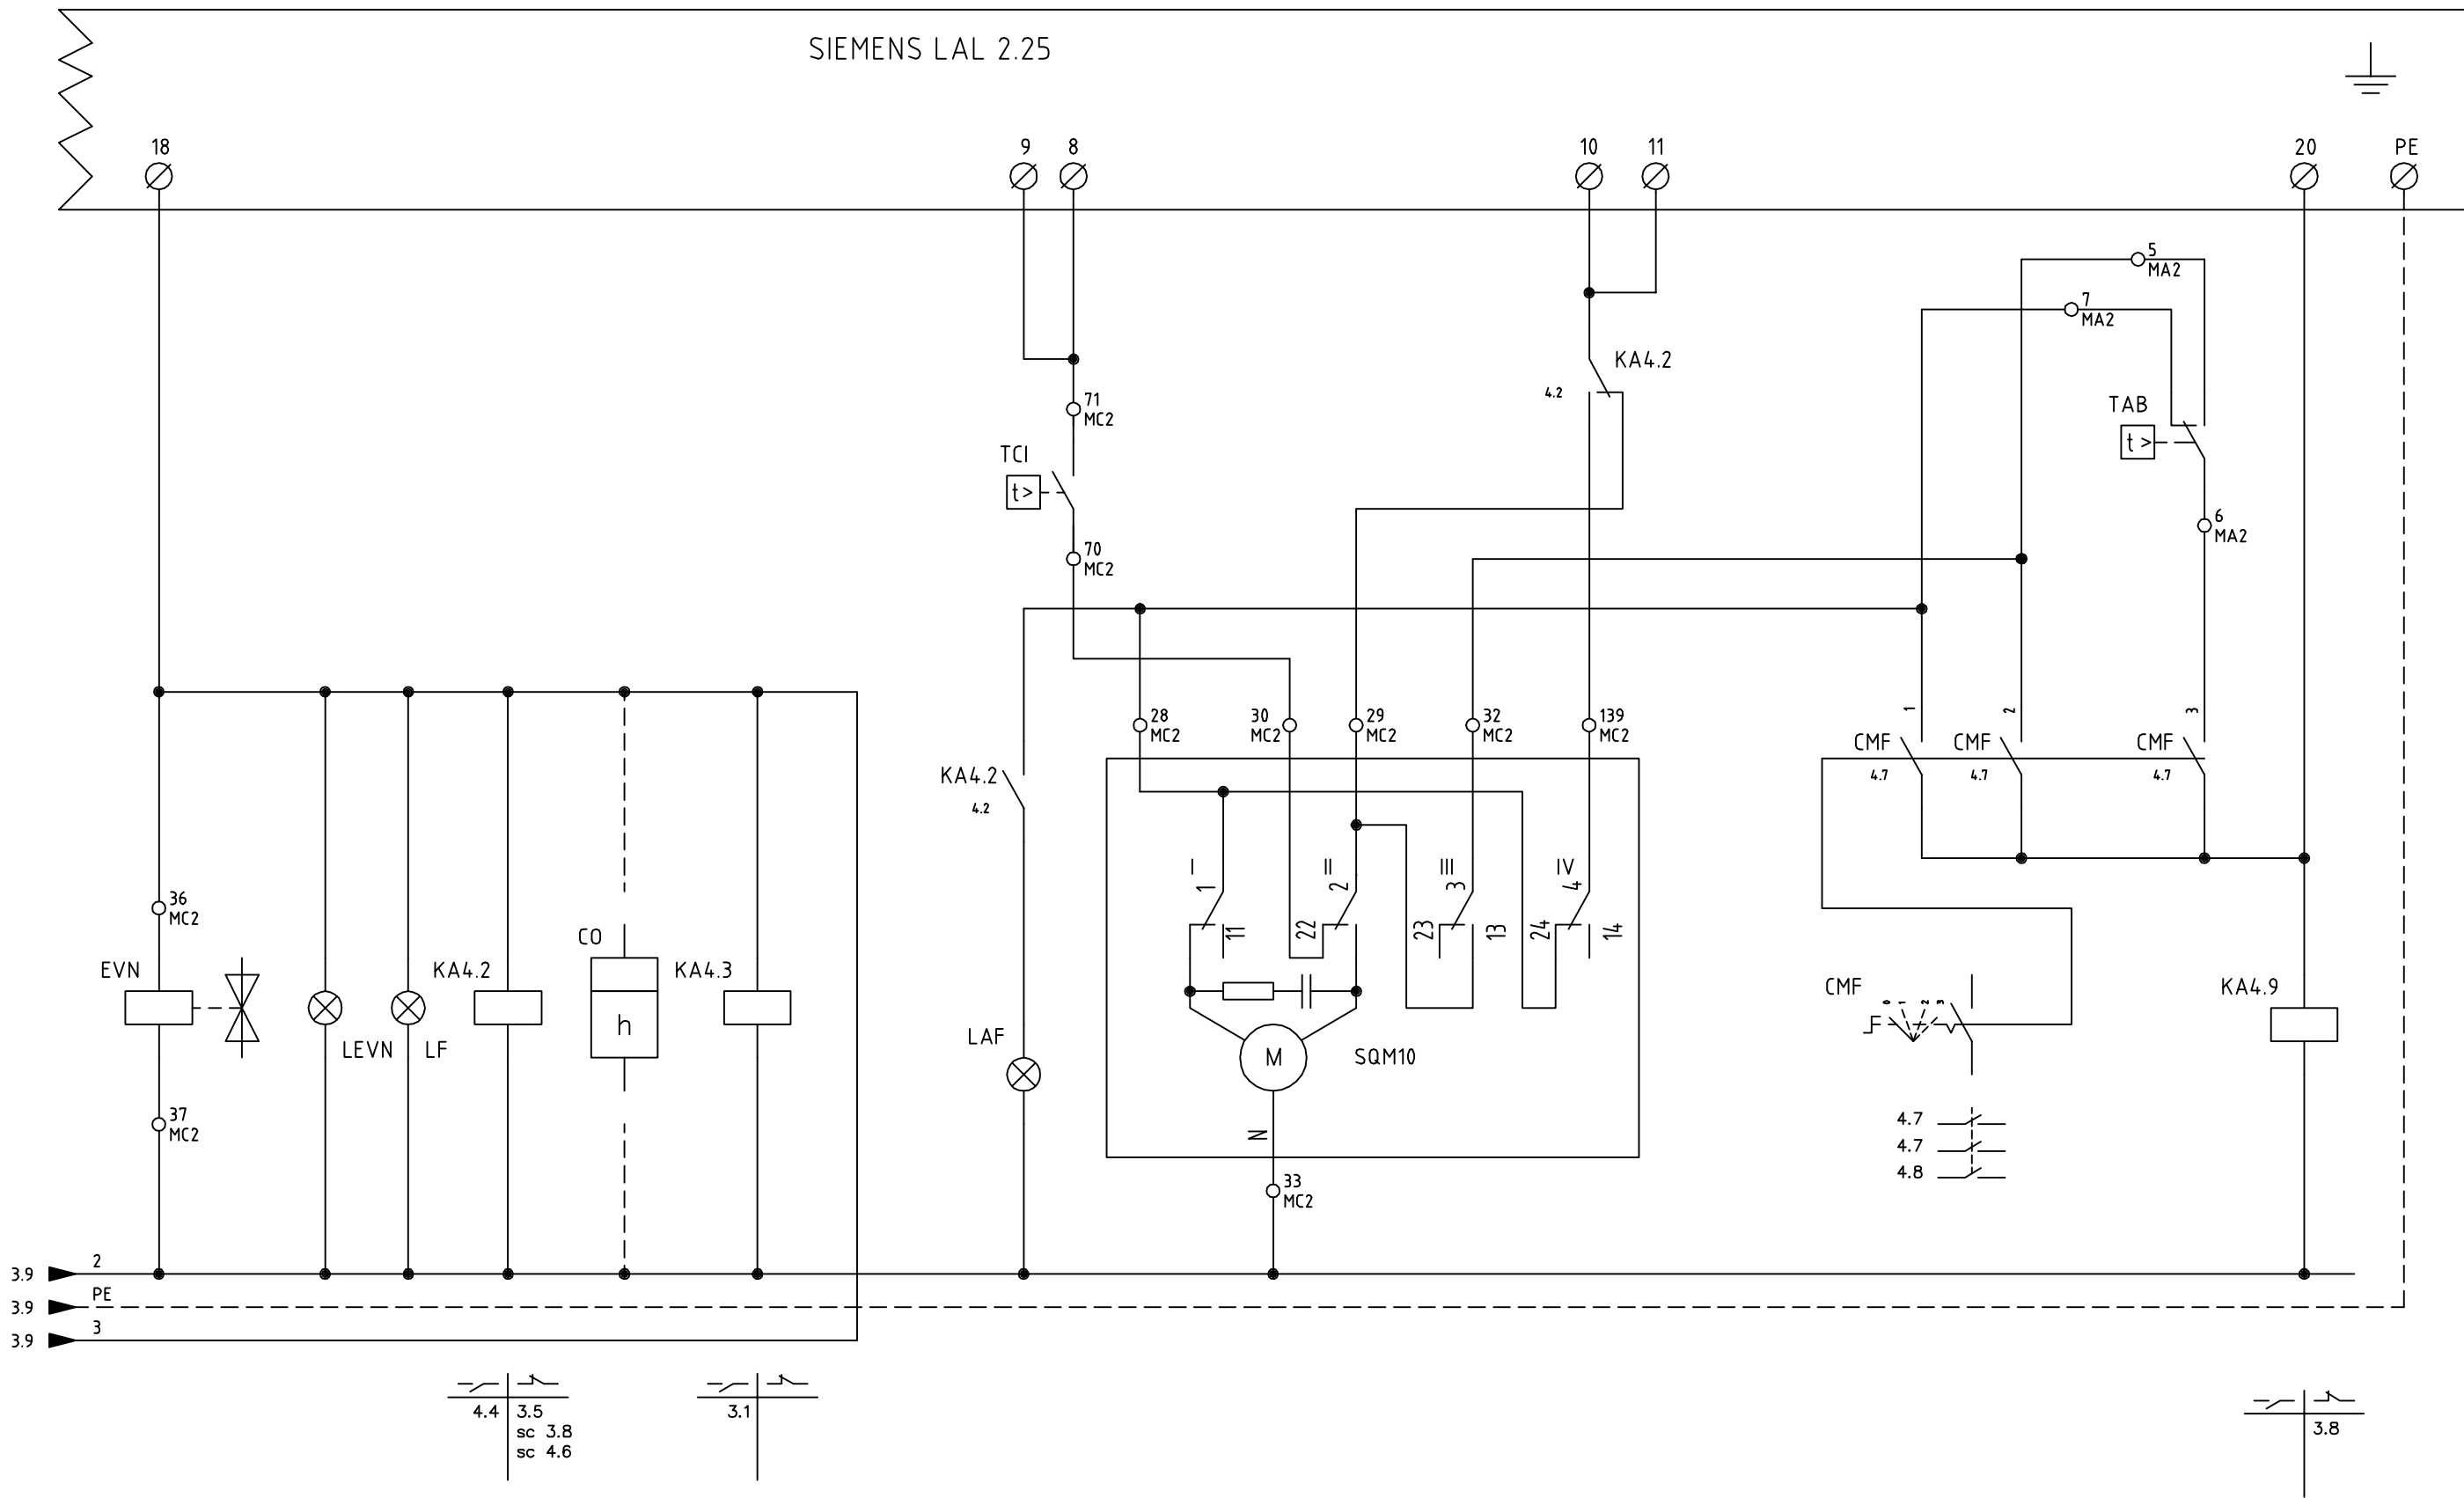 SIEMENS LAL 2.25
18
9
8
10
11
20
PE
5
MA2
7
MA2
KA4.2
4.2
71
MC2
TAB
t >
TCI
t >
6
MA2
70
MC2
28
MC2
30
MC2
29
MC2
32
MC2
139
MC2
1
2
3
CMF
4.7
CMF
4.7
CMF
4.7
KA4.2
4.2
I
II
III
IV
1
2
3
4
11
22
23
13
24
14
36
MC2
CO
EVN
KA4.2
KA4.3
h
LEVN
LF
LAF
M
SQM10
CMF
0
1
2
3
KA4.9
37
MC2
N
33
MC2
4.7
4.7
4.8
3.9
2
3.9
PE
3.9
3
4.4
3.5
sc 3.8
sc 4.6
3.1
3.8